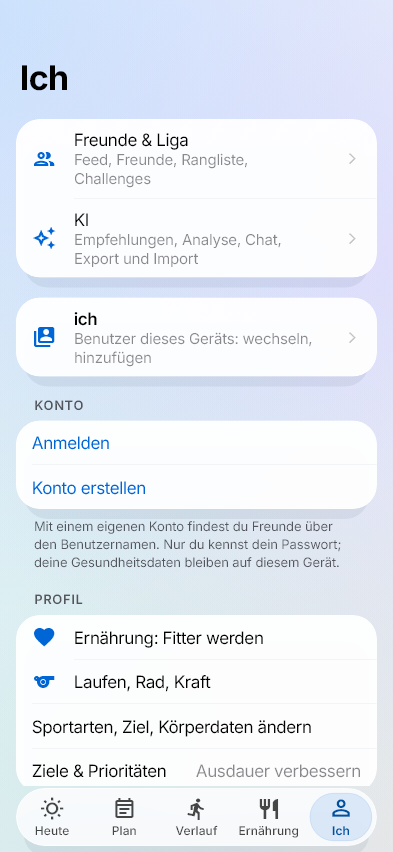 Ich
Freunde & Liga
Feed, Freunde, Rangliste,
Challenges
KI
Empfehlungen, Analyse, Chat,
Export und Import
ich
Benutzer dieses Geräts: wechseln,
hinzufügen
KONTO
Anmelden
Konto erstellen
Mit einem eigenen Konto findest du Freunde über
den Benutzernamen. Nur du kennst dein Passwort;
deine Gesundheitsdaten bleiben auf diesem Gerät.
PROFIL
Ernährung: Fitter werden
Laufen, Rad, Kraft
Sportarten, Ziel, Körperdaten ändern
Ziele & Prioritäten Ausdauer verbessern
Heute Plan Verlauf Ernährung Ich